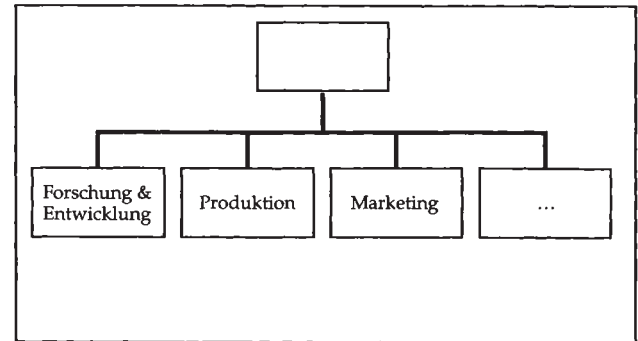 Forschung &
Entwicklung
Produktion
Marketing
...